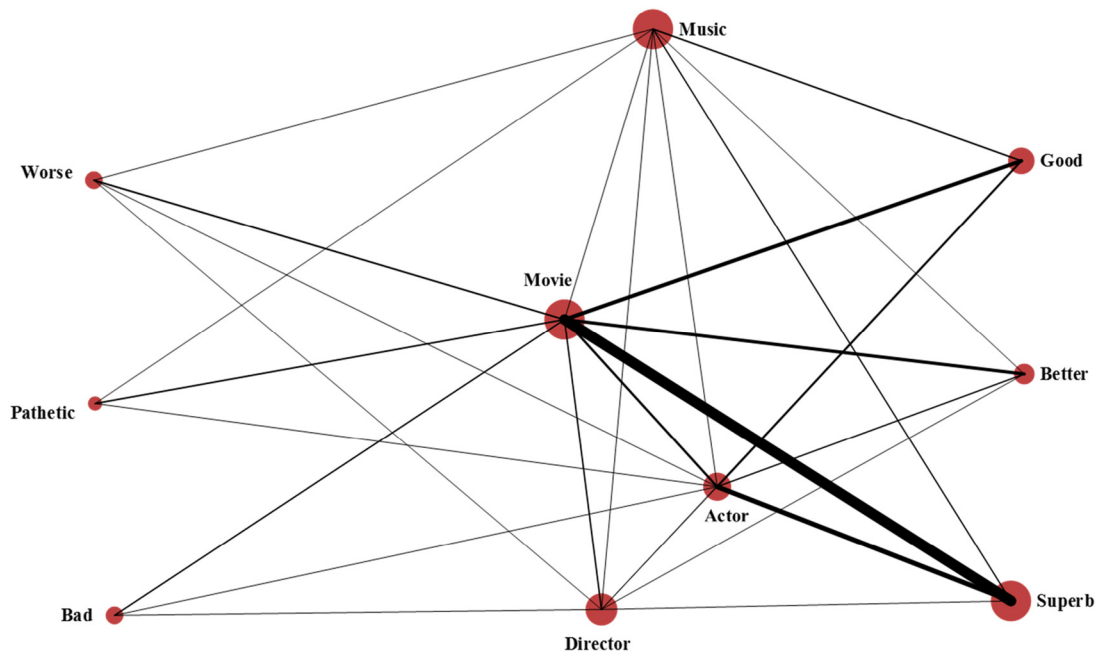 Music
Good
Worse
Movie
Better
Pathetic
Actor
Superb
Bad
Director